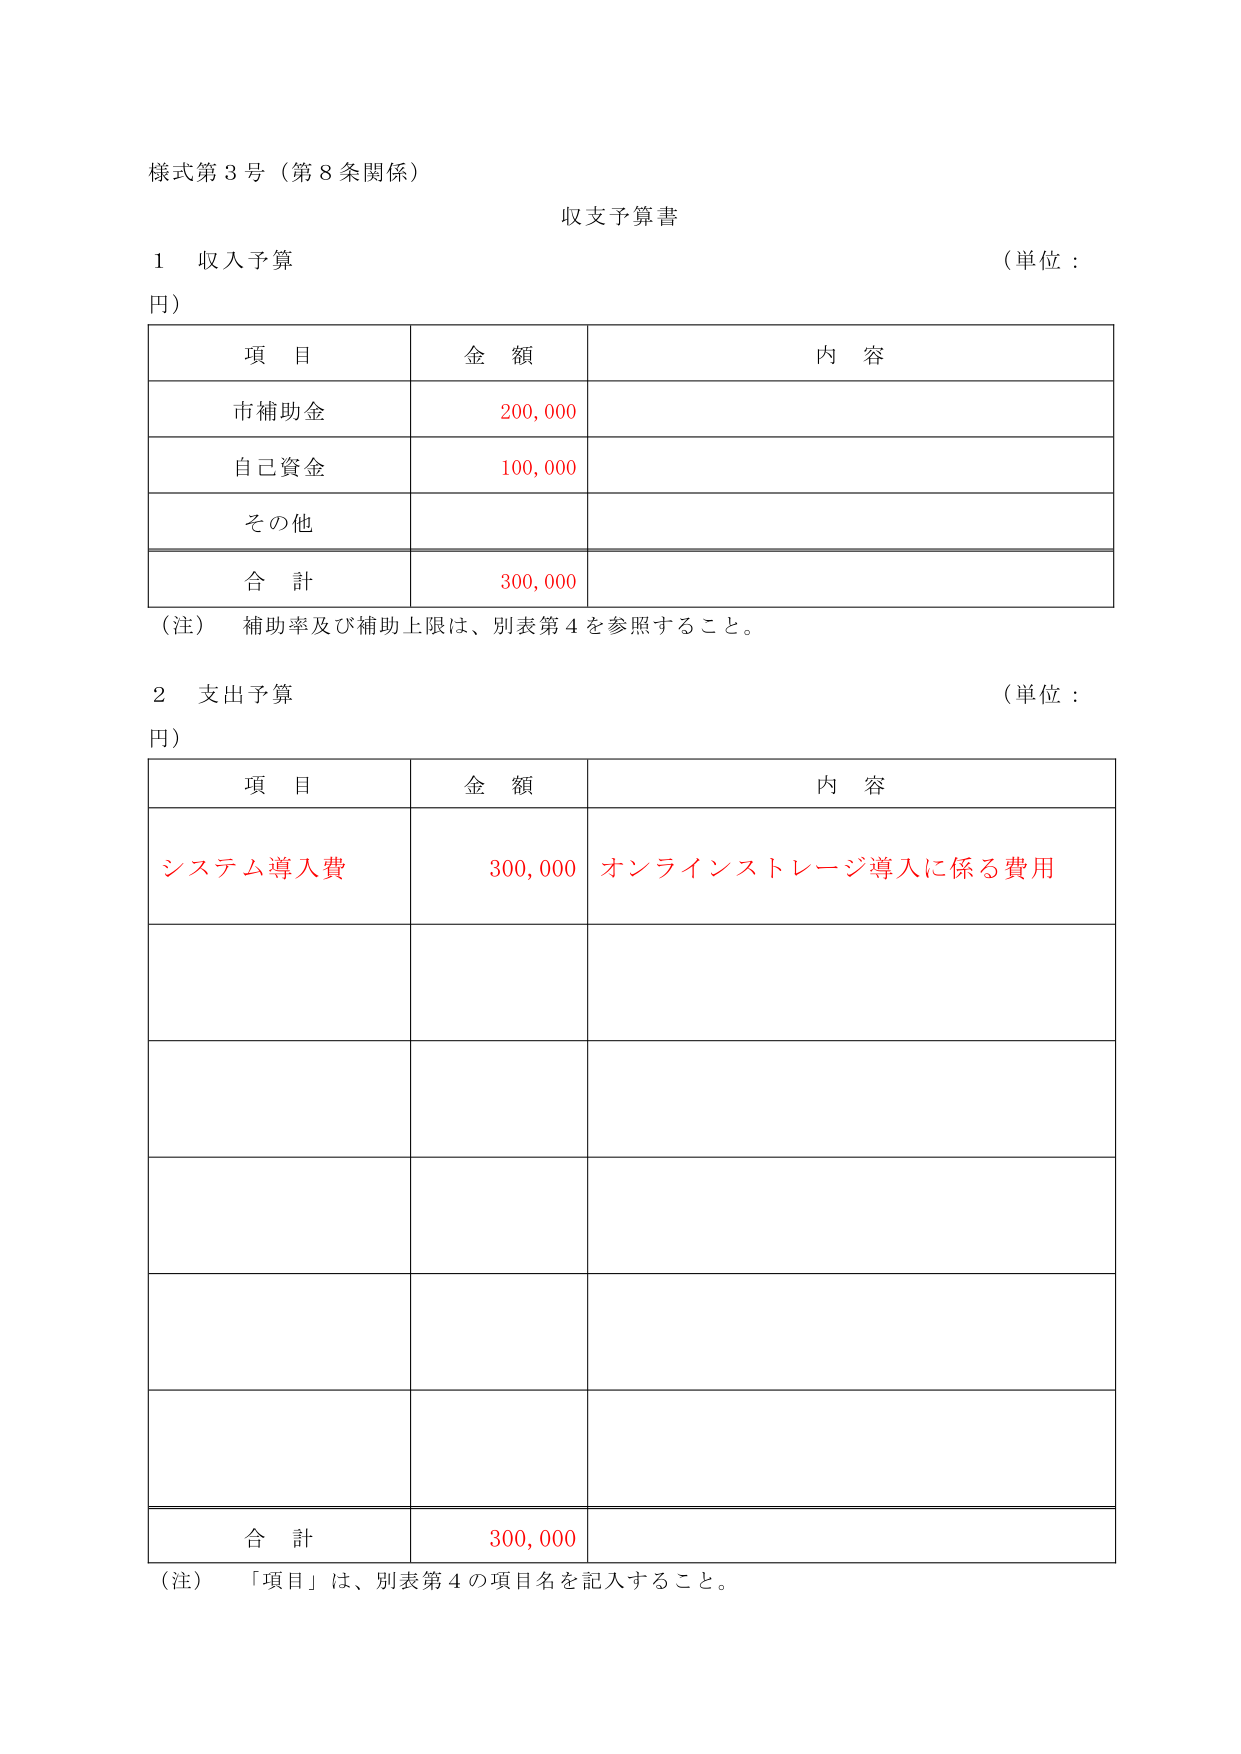 様式第３号（第８条関係）
収支予算書
１　収入予算　（単位：
円）
項　目　金　額　内　容
市補助金　200,000
自己資金　100,000
その他
合　計　300,000
（注）　補助率及び補助上限は、別表第４を参照すること。
２　支出予算　（単位：
円）
項　目　金　額　内　容
システム導入費　300,000　オンラインストレージ導入に係る費用
合　計　300,000
（注）　「項目」は、別表第４の項目名を記入すること。